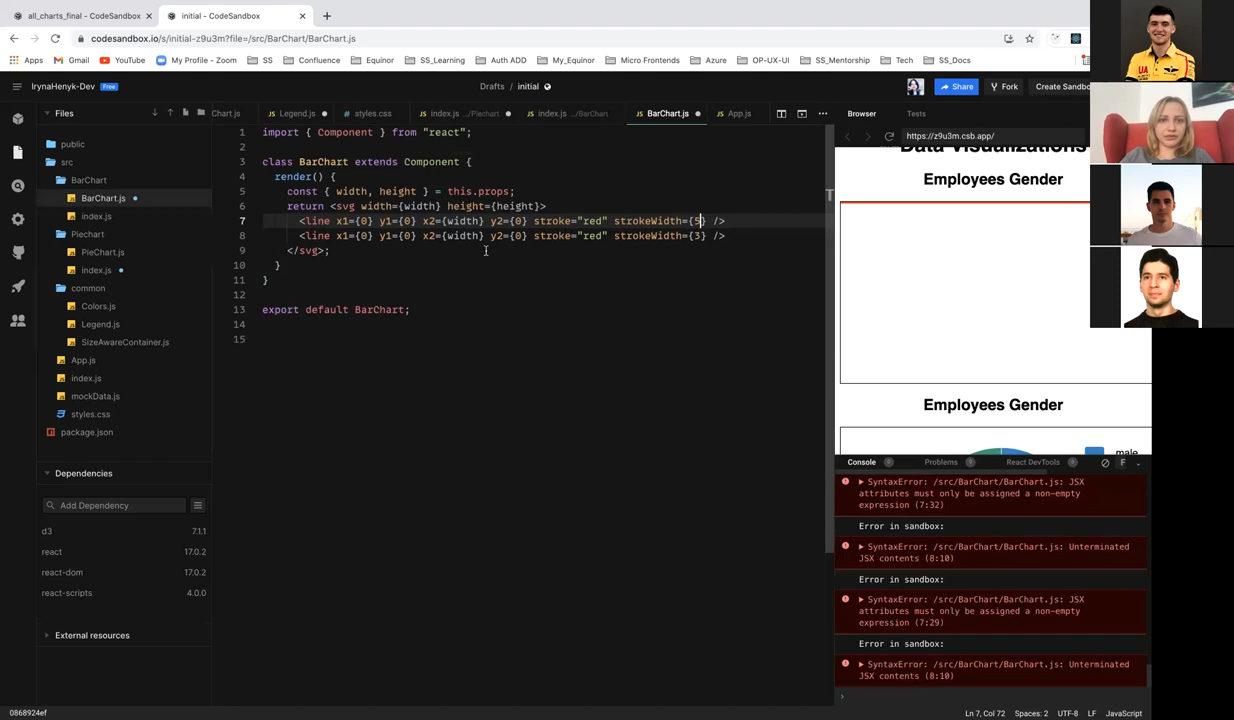 all_charts_final - CodeSandbox
initial - CodeSandbox
codesandbox.io/s/initial-z9u3m?file=/src/BarChart/BarChart.js
Apps Gmail YouTube My_Profile - Zoom SS Confluence Equinor SS_Learning Auth ADD My_Equinor Micro Frontends Azure OP-UX-UI SS_Mentorship Tech SS_Docs
IrynaHenyk-Dev Free
Drafts / initial
Share Fork Create Sandbo
Files
Chart.js Legend.js styles.css index.js .../Piechart index.js .../BarChart BarChart.js App.js
Browser Tests
https://z9u3m.csb.app/
public
src
BarChart
BarChart.js
index.js
Piechart
PieChart.js
index.js
common
Colors.js
Legend.js
SizeAwareContainer.js
App.js
index.js
mockData.js
styles.css
package.json
Dependencies
Add Dependency
d3 7.1.1
react 17.0.2
react-dom 17.0.2
react-scripts 4.0.0
External resources
0868924ef
1 import { Component } from "react";
2
3 class BarChart extends Component {
4 render() {
5 const { width, height } = this.props;
6 return <svg width={width} height={height}>
7 <line x1={0} y1={0} x2={width} y2={0} stroke="red" strokeWidth={5} />
8 <line x1={0} y1={0} x2={width} y2={0} stroke="red" strokeWidth={3} />
9 </svg>;
10 }
11 }
12
13 export default BarChart;
14
15
Data Visualizations
Employees Gender
Employees Gender
male
Console 0 Problems 0 React DevTools 0 F
SyntaxError: /src/BarChart/BarChart.js: JSX
attributes must only be assigned a non-empty
expression (7:32)
Error in sandbox:
SyntaxError: /src/BarChart/BarChart.js: Unterminated
JSX contents (8:10)
Error in sandbox:
SyntaxError: /src/BarChart/BarChart.js: JSX
attributes must only be assigned a non-empty
expression (7:29)
Error in sandbox:
SyntaxError: /src/BarChart/BarChart.js: Unterminated
JSX contents (8:10)
Ln 7, Col 72 Spaces: 2 UTF-8 LF JavaScript
UA